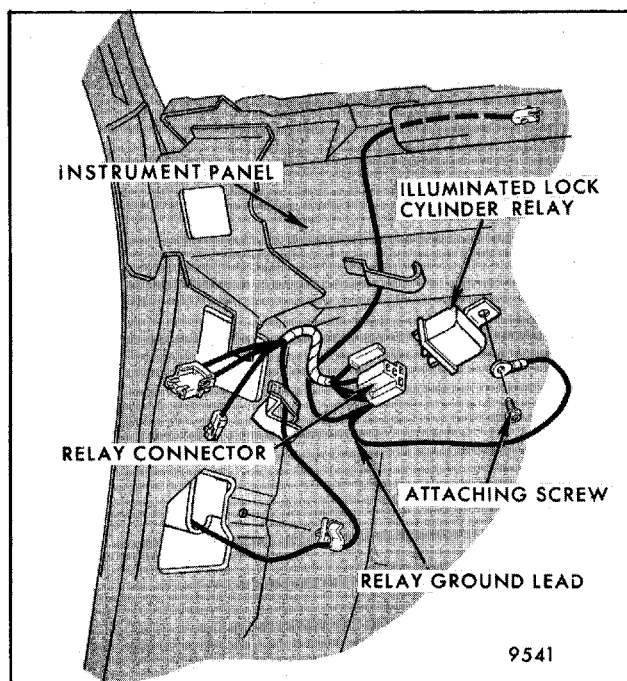 INSTRUMENT PANEL
ILLUMINATED LOCK
CYLINDER RELAY
RELAY CONNECTOR
ATTACHING SCREW
RELAY GROUND LEAD
9541